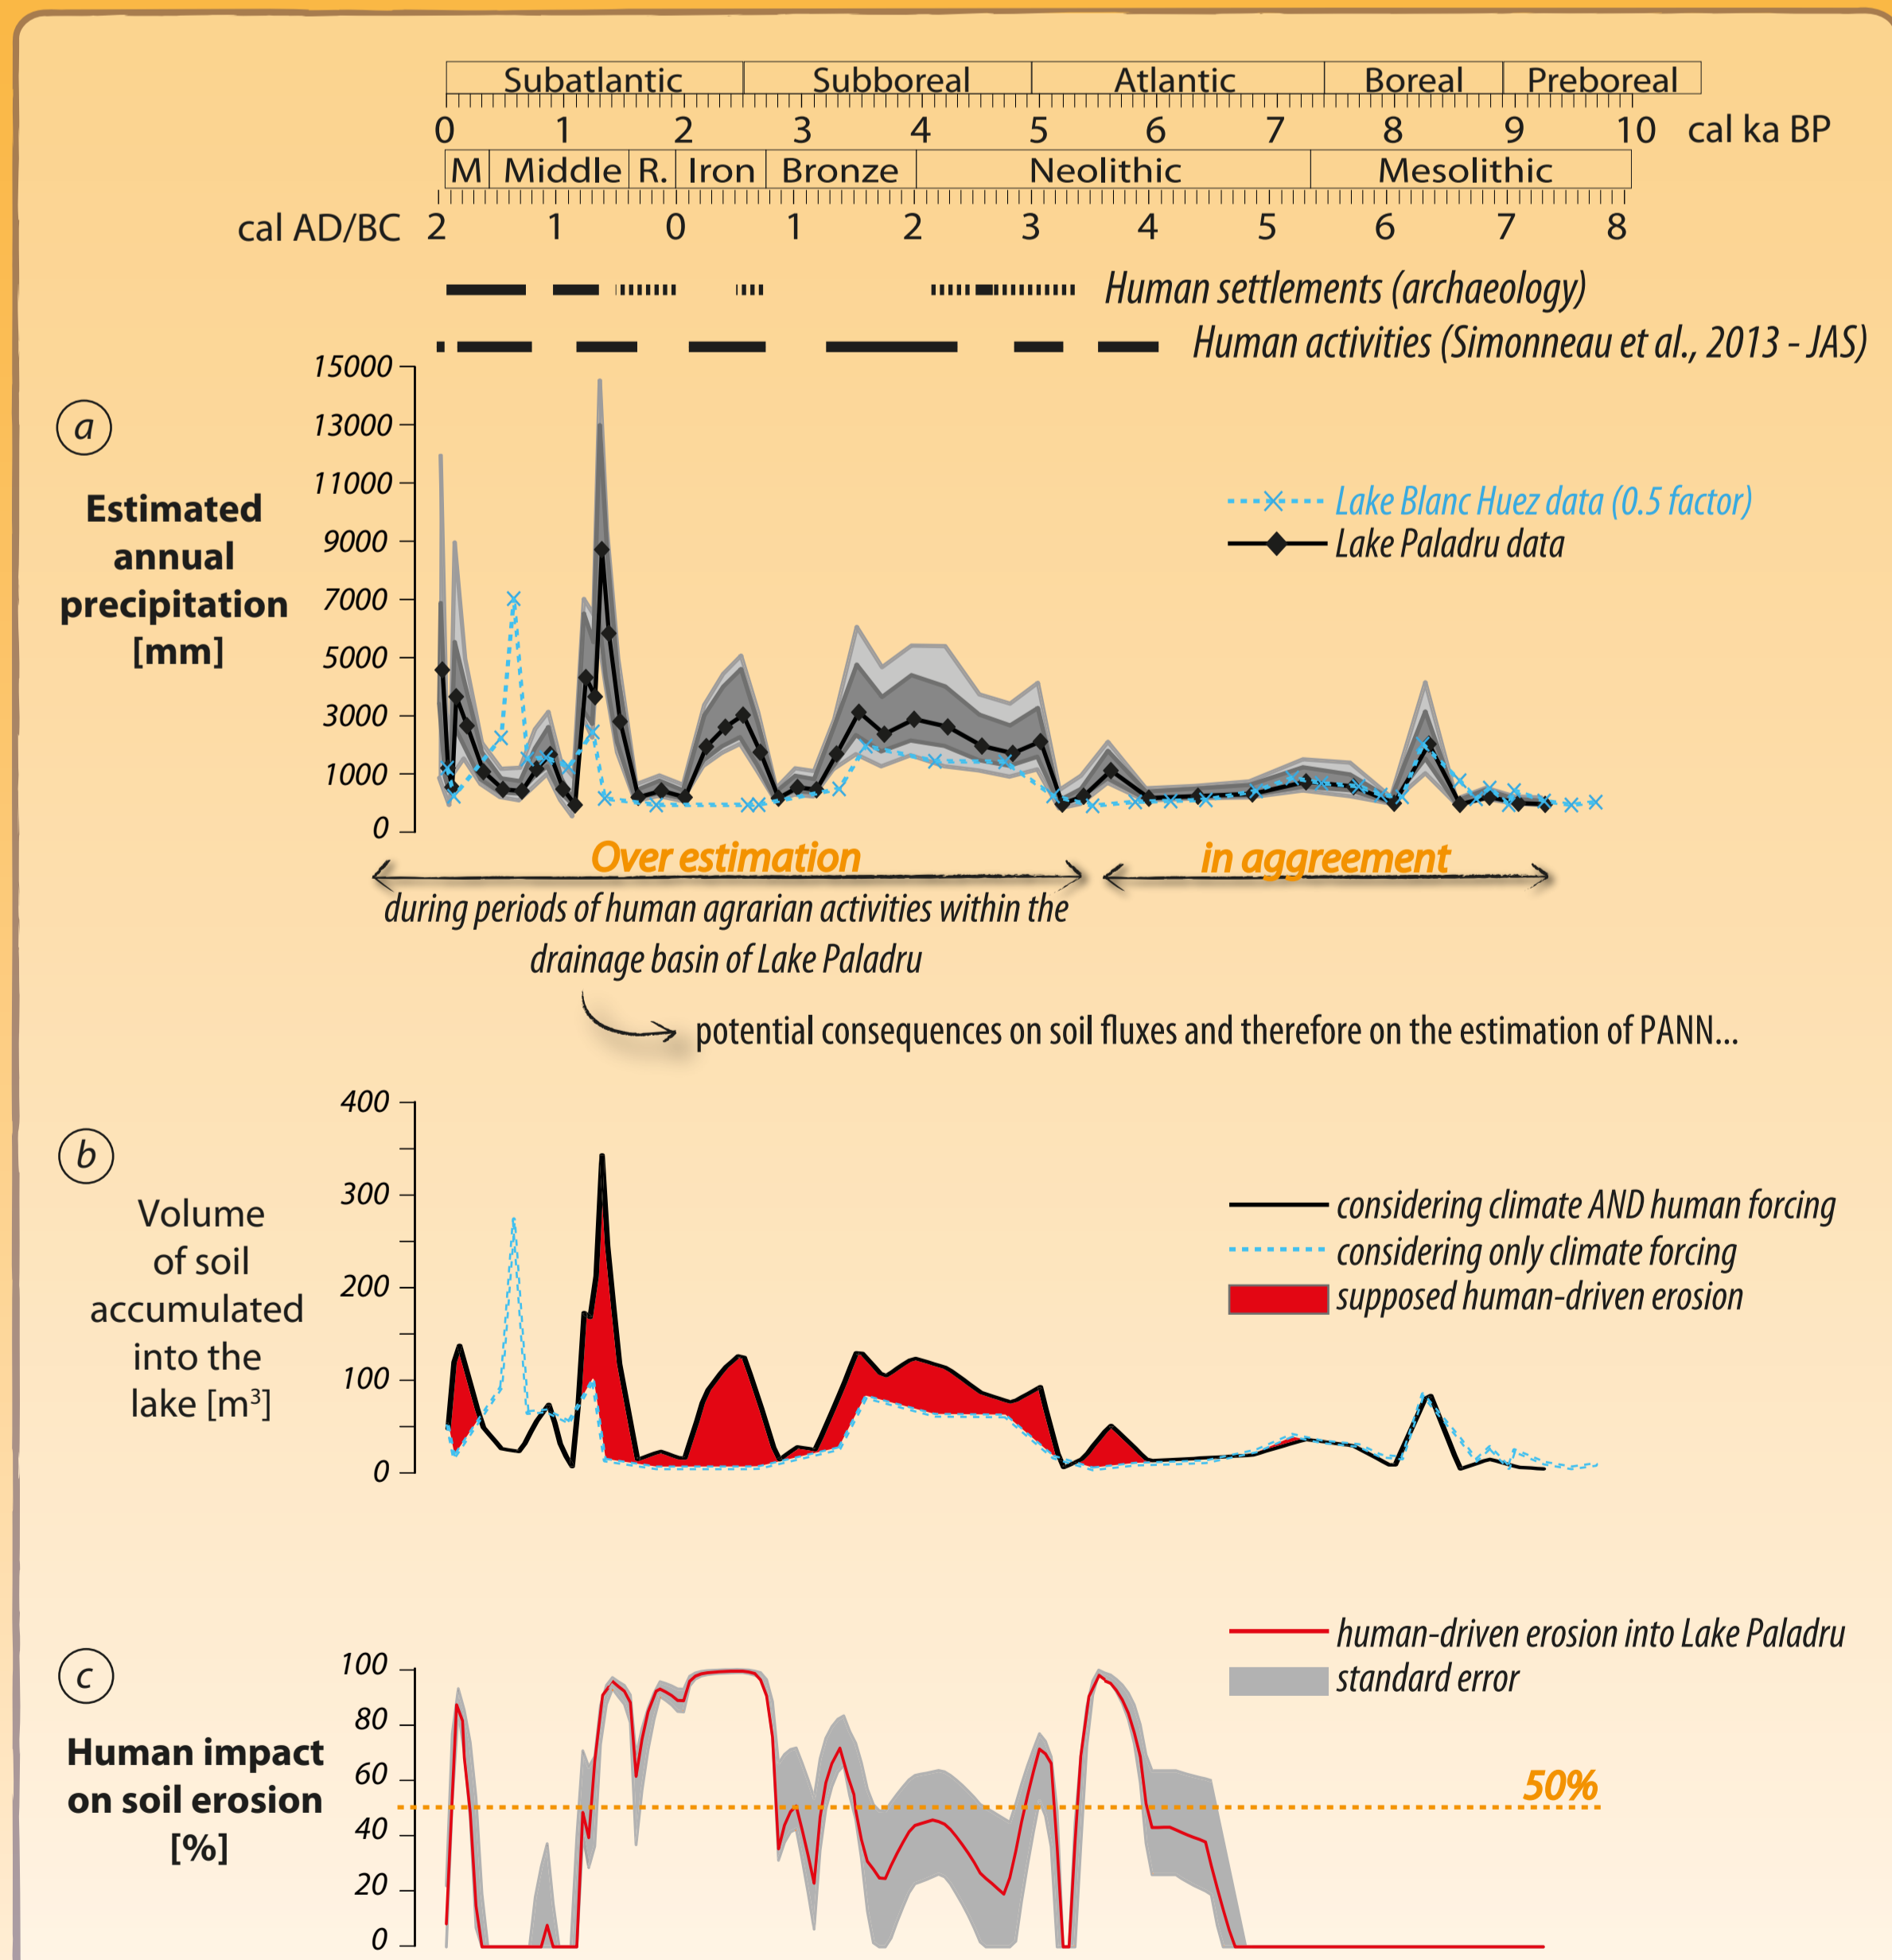 Subatlantic Subboreal Atlantic Boreal Preboreal
0 1 2 3 4 5 6 7 8 9 10 cal ka BP
M Middle R. Iron Bronze Neolithic Mesolithic
cal AD/BC 2 1 0 1 2 3 4 5 6 7 8
Human settlements (archaeology)
Human activities (Simonneau et al., 2013 - JAS)
a
Estimated
annual
precipitation
[mm]
15000
13000
11000
9000
7000
5000
3000
1000
0
Lake Blanc Huez data (0.5 factor)
Lake Paladru data
Over estimation
in aggreement
during periods of human agrarian activities within the
drainage basin of Lake Paladru
potential consequences on soil fluxes and therefore on the estimation of PANN...
b
Volume
of soil
accumulated
into the
lake [m³]
400
300
200
100
0
considering climate AND human forcing
considering only climate forcing
supposed human-driven erosion
c
Human impact
on soil erosion
[%]
100
80
60
40
20
0
human-driven erosion into Lake Paladru
standard error
50%